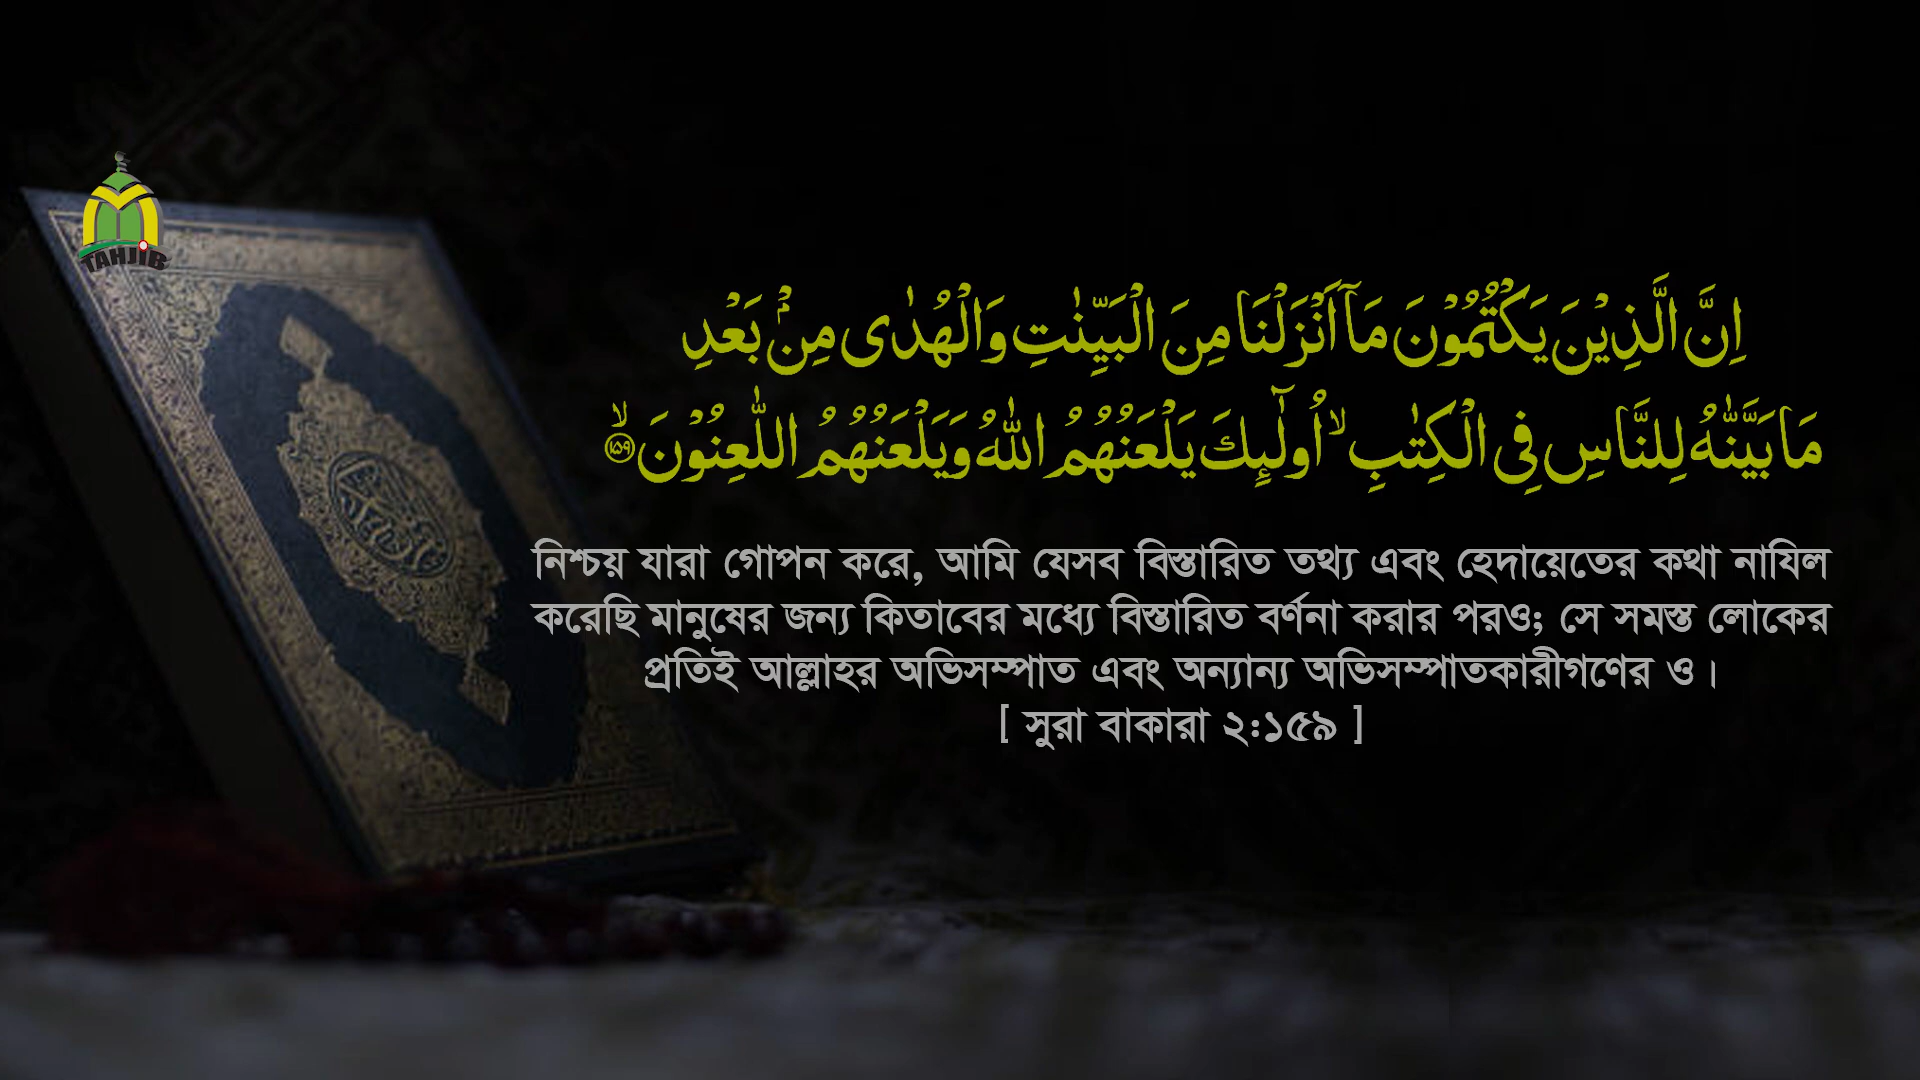 TAHJIB
اِنَّ الَّذِيْنَ يَكْتُمُوْنَ مَاۤ اَنْزَلْنَا مِنَ الْبَيِّنٰتِ وَالْهُدٰى مِنْۢ بَعْدِ
مَا بَيَّنّٰهُ لِلنَّاسِ فِى الْكِتٰبِ ۙ اُولٰٓئِكَ يَلْعَنُهُمُ اللّٰهُ وَيَلْعَنُهُمُ اللّٰعِنُوْنَ ۙ‏﴿۱۵۹﴾
নিশ্চয় যারা গোপন করে, আমি যেসব বিস্তারিত তথ্য এবং হেদায়েতের কথা নাযিল
করেছি মানুষের জন্য কিতাবের মধ্যে বিস্তারিত বর্ণনা করার পরও; সে সমস্ত লোকের
প্রতিই আল্লাহর অভিসম্পাত এবং অন্যান্য অভিসম্পাতকারীগণের ও।
[ সুরা বাকারা ২:১৫৯ ]